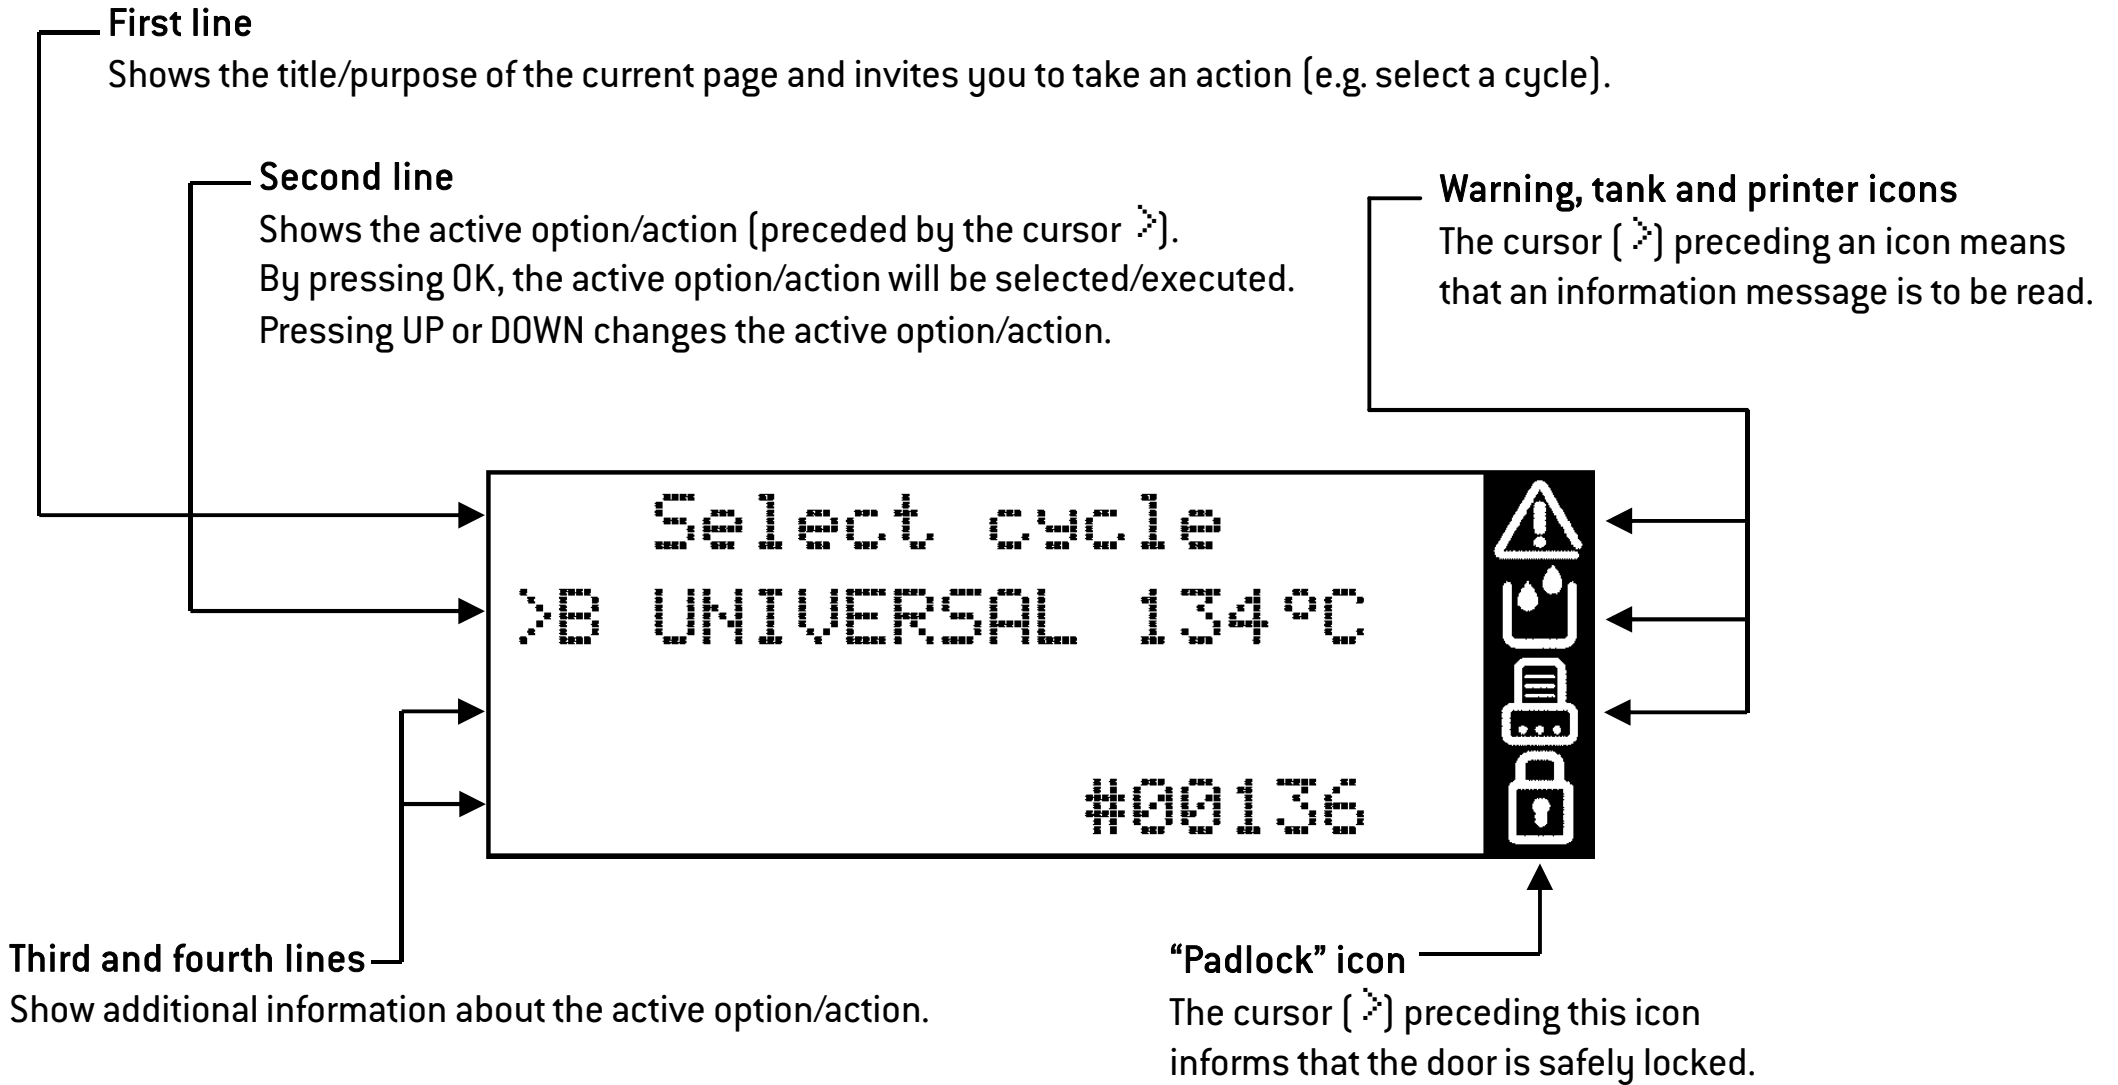 First line
Shows the title/purpose of the current page and invites you to take an action (e.g. select a cycle).
Second line
Shows the active option/action (preceded by the cursor >).
By pressing OK, the active option/action will be selected/executed.
Pressing UP or DOWN changes the active option/action.
Warning, tank and printer icons
The cursor ( >) preceding an icon means
that an information message is to be read.
Select cycle
>B UNIVERSAL 134°C
#00136
Third and fourth lines
Show additional information about the active option/action.
“Padlock” icon
The cursor ( >) preceding this icon
informs that the door is safely locked.